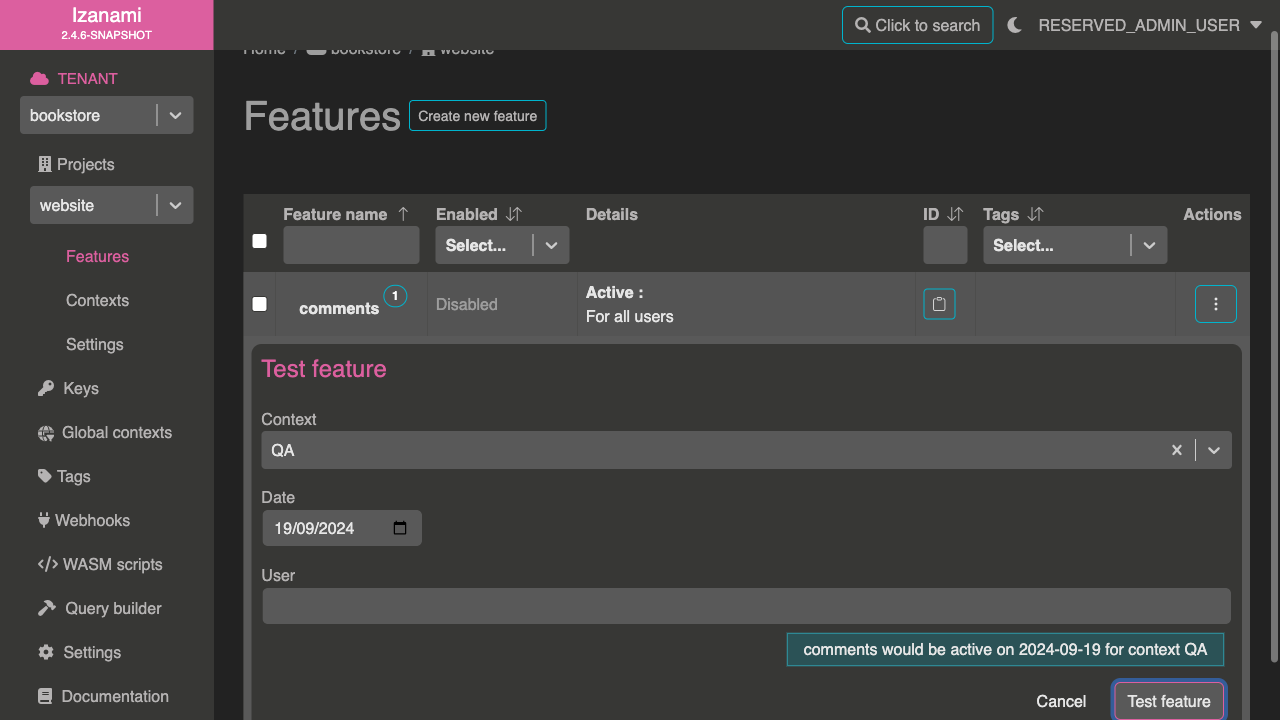 Izanami
2.4.6-SNAPSHOT
Click to search
RESERVED_ADMIN_USER
Home / bookstore / website
TENANT
bookstore
Projects
website
Features
Contexts
Settings
Keys
Global contexts
Tags
Webhooks
WASM scripts
Query builder
Settings
Documentation
Features
Create new feature
Feature name
Enabled
Details
ID
Tags
Actions
Select...
Select...
comments
1
Disabled
Active :
For all users
Test feature
Context
QA
Date
19/09/2024
User
comments would be active on 2024-09-19 for context QA
Cancel
Test feature